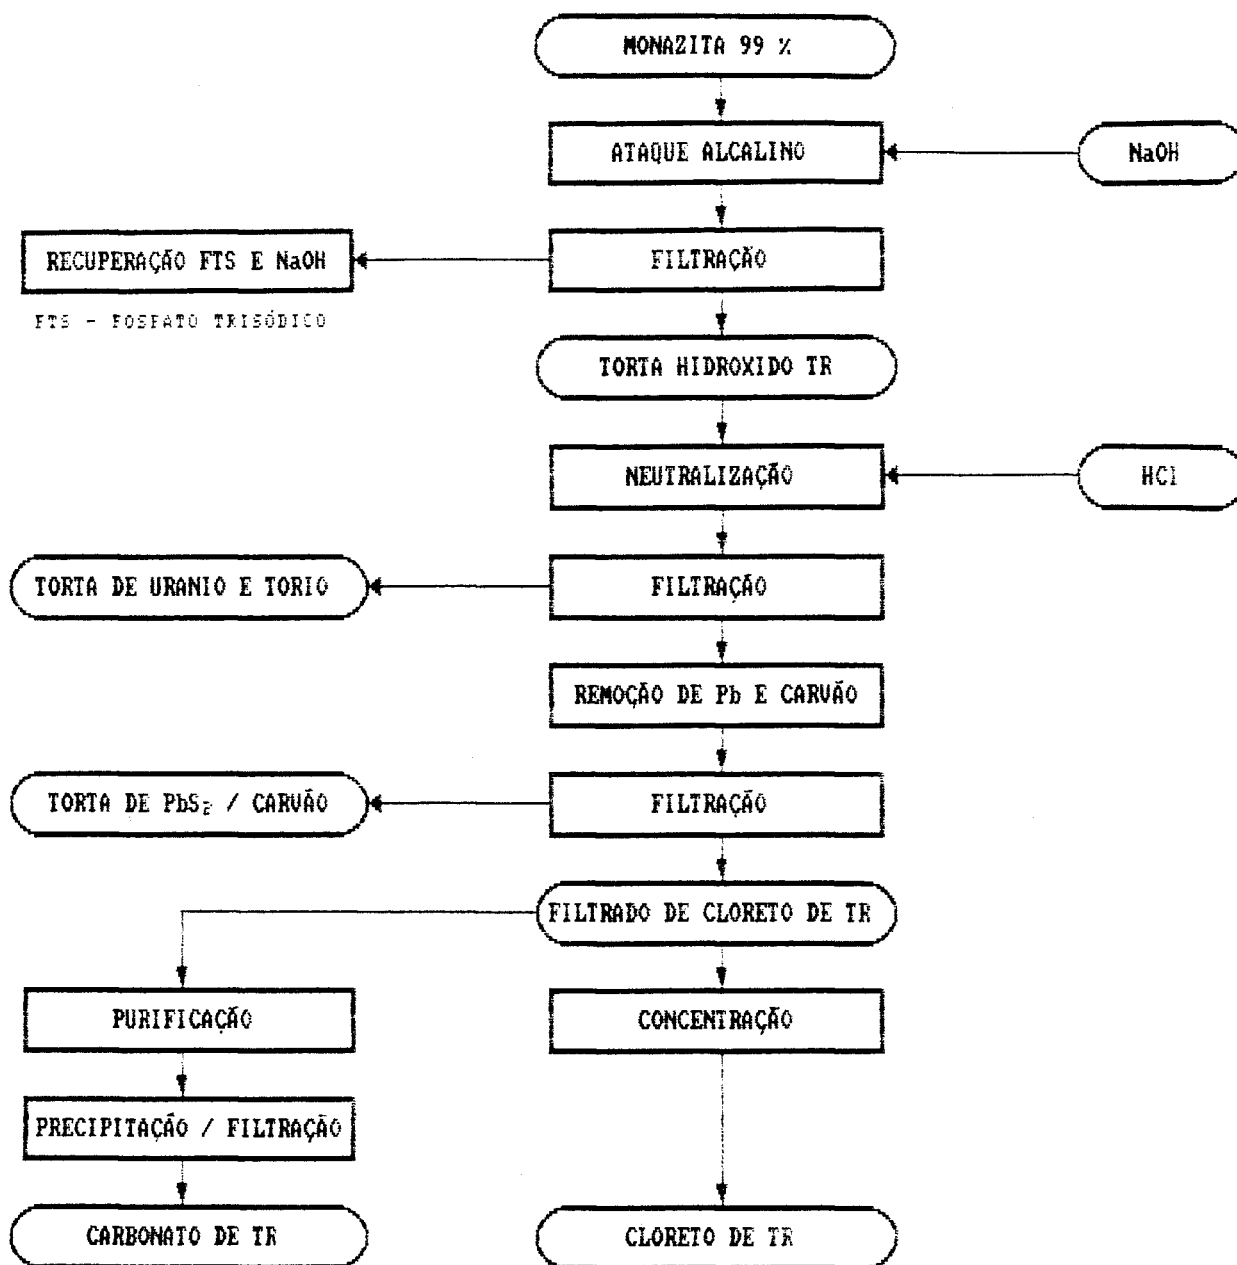 MONAZITA 99 %
ATAQUE ALCALINO
NaOH
RECUPERAÇÃO FTS E NaOH
FILTRAÇÃO
FTS - FOSFATO TRISÓDICO
TORTA HIDROXIDO TR
NEUTRALIZAÇÃO
HCl
TORTA DE URANIO E TORIO
FILTRAÇÃO
REMOÇÃO DE Pb E CARVÃO
TORTA DE PbS₂ / CARVÃO
FILTRAÇÃO
FILTRADO DE CLORETO DE TR
PURIFICAÇÃO
CONCENTRAÇÃO
PRECIPITAÇÃO / FILTRAÇÃO
CARBONATO DE TR
CLORETO DE TR